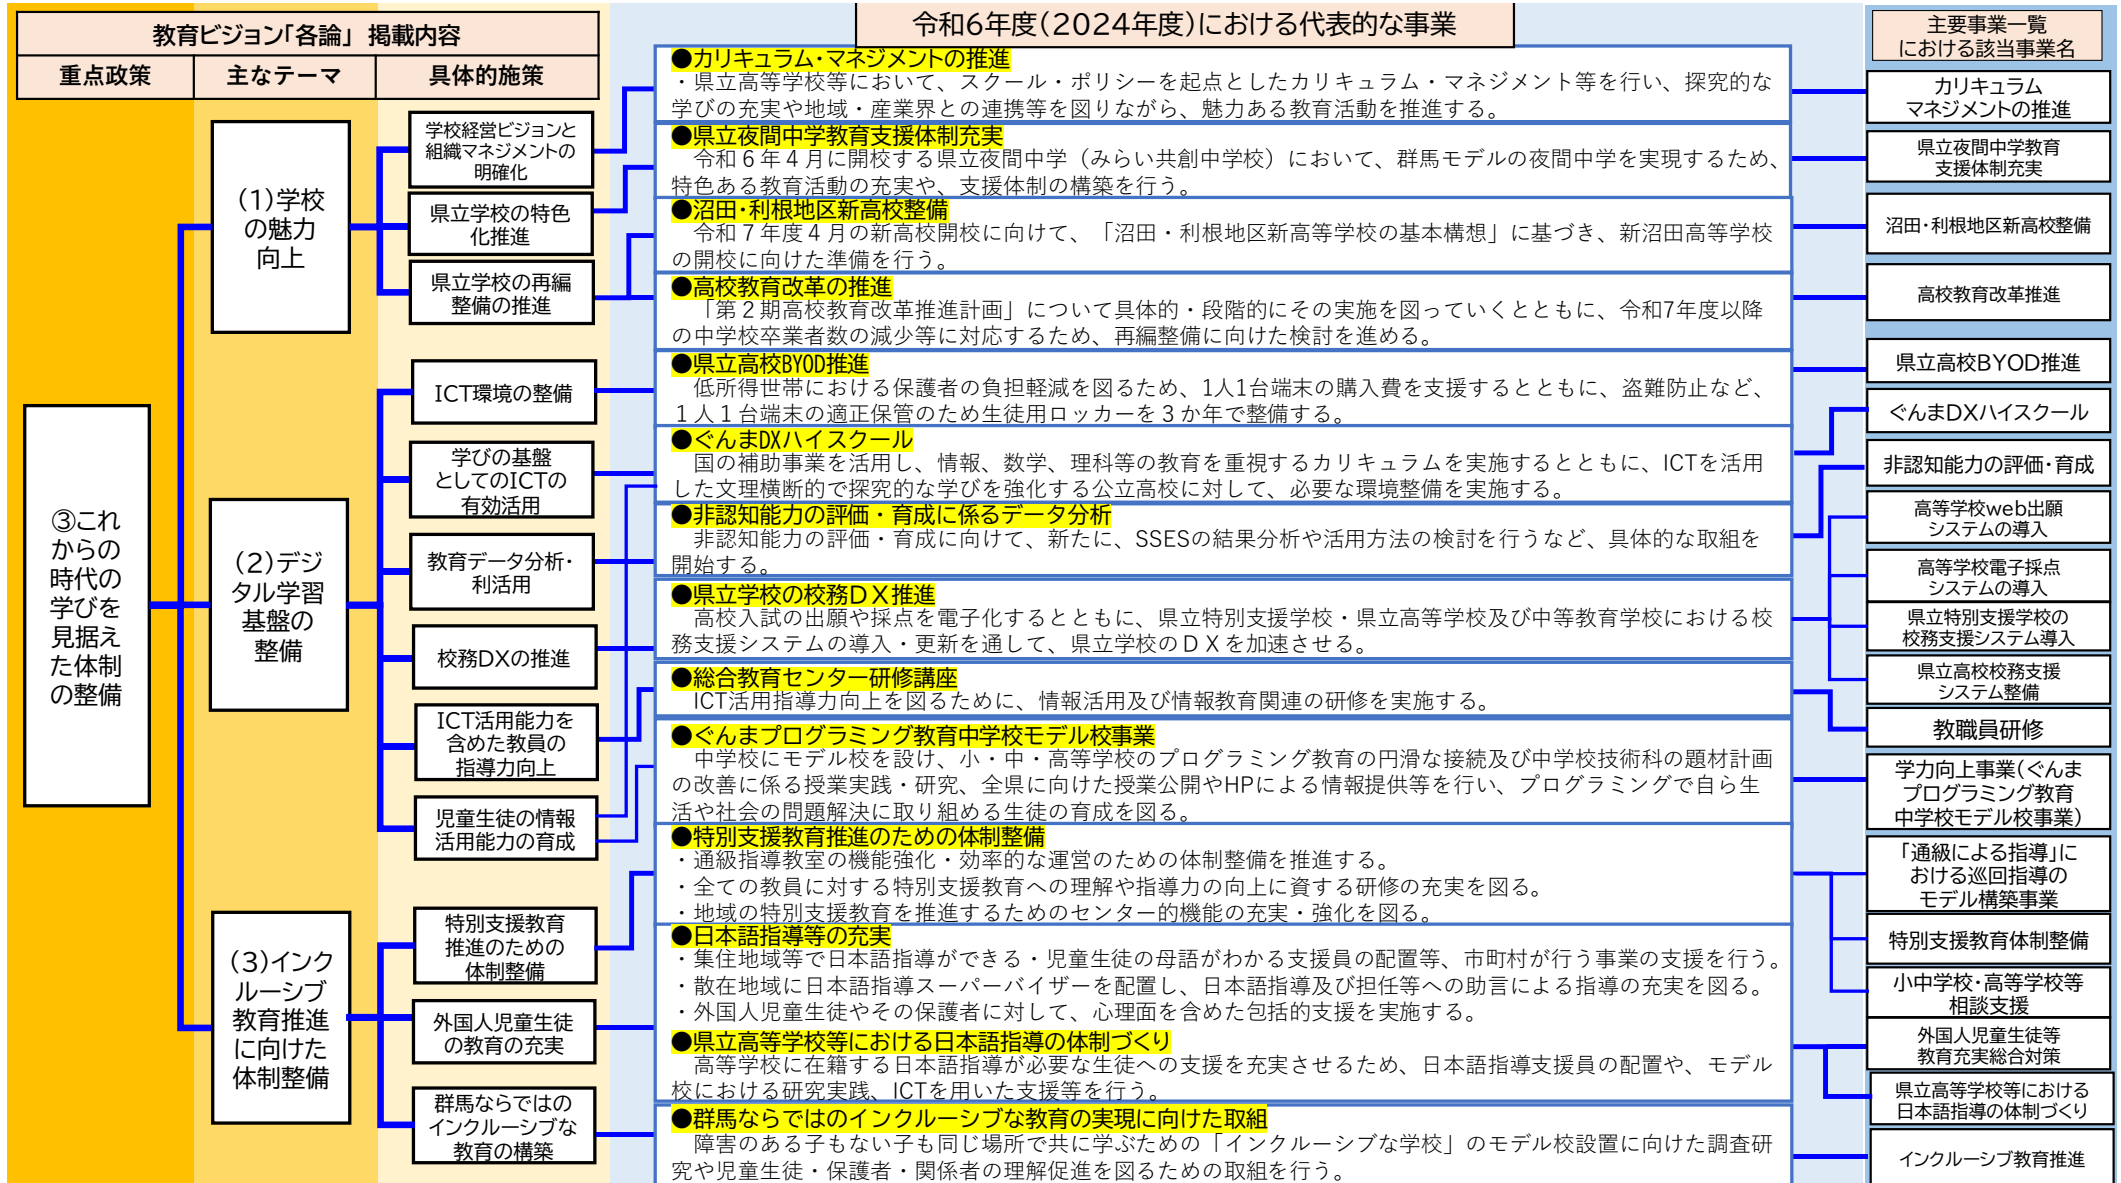 教育ビジョン「各論」 掲載内容
重点政策
主なテーマ
具体的施策
令和6年度(2024年度)における代表的な事業
主要事業一覧
における該当事業名
③これ
からの
時代の
学びを
見据え
た体制
の整備
(1)学校
の魅力
向上
(2)デジ
タル学習
基盤の
整備
(3)インク
ルーシブ
教育推進
に向けた
体制整備
学校経営ビジョンと
組織マネジメントの
明確化
県立学校の特色
化推進
県立学校の再編
整備の推進
ICT環境の整備
学びの基盤
としてのICTの
有効活用
教育データ分析・
利活用
校務DXの推進
ICT活用能力を
含めた教員の
指導力向上
児童生徒の情報
活用能力の育成
特別支援教育
推進のための
体制整備
外国人児童生徒
の教育の充実
群馬ならではの
インクルーシブな
教育の構築
●カリキュラム・マネジメントの推進
・県立高等学校等において、スクール・ポリシーを起点としたカリキュラム・マネジメント等を行い、探究的な
学びの充実や地域・産業界との連携等を図りながら、魅力ある教育活動を推進する。
●県立夜間中学教育支援体制充実
令和6年4月に開校する県立夜間中学（みらい共創中学校）において、群馬モデルの夜間中学を実現するため、
特色ある教育活動の充実や、支援体制の構築を行う。
●沼田・利根地区新高校整備
令和7年度4月の新高校開校に向けて、「沼田・利根地区新高等学校の基本構想」に基づき、新沼田高等学校
の開校に向けた準備を行う。
●高校教育改革の推進
「第2期高校教育改革推進計画」について具体的・段階的にその実施を図っていくとともに、令和7年度以降
の中学校卒業者数の減少等に対応するため、再編整備に向けた検討を進める。
●県立高校BYOD推進
低所得世帯における保護者の負担軽減を図るため、1人1台端末の購入費を支援するとともに、盗難防止など、
1人1台端末の適正保管のため生徒用ロッカーを3か年で整備する。
●ぐんまDXハイスクール
国の補助事業を活用し、情報、数学、理科等の教育を重視するカリキュラムを実施するとともに、ICTを活用
した文理横断的で探究的な学びを強化する公立高校に対して、必要な環境整備を実施する。
●非認知能力の評価・育成に係るデータ分析
非認知能力の評価・育成に向けて、新たに、SSESの結果分析や活用方法の検討を行うなど、具体的な取組を
開始する。
●県立学校の校務DX推進
高校入試の出願や採点を電子化するとともに、県立特別支援学校・県立高等学校及び中等教育学校における校
務支援システムの導入・更新を通して、県立学校のDXを加速させる。
●総合教育センター研修講座
ICT活用指導力向上を図るために、情報活用及び情報教育関連の研修を実施する。
●ぐんまプログラミング教育中学校モデル校事業
中学校にモデル校を設け、小・中・高等学校のプログラミング教育の円滑な接続及び中学校技術科の題材計画
の改善に係る授業実践・研究、全県に向けた授業公開やHPによる情報提供等を行い、プログラミングで自ら生
活や社会の問題解決に取り組める生徒の育成を図る。
●特別支援教育推進のための体制整備
・通級指導教室の機能強化・効率的な運営のための体制整備を推進する。
・全ての教員に対する特別支援教育への理解や指導力の向上に資する研修の充実を図る。
・地域の特別支援教育を推進するためのセンター的機能の充実・強化を図る。
●日本語指導等の充実
・集住地域等で日本語指導ができる・児童生徒の母語がわかる支援員の配置等、市町村が行う事業の支援を行う。
・散在地域に日本語指導スーパーバイザーを配置し、日本語指導及び担任等への助言による指導の充実を図る。
・外国人児童生徒やその保護者に対して、心理面を含めた包括的支援を実施する。
●県立高等学校等における日本語指導の体制づくり
高等学校に在籍する日本語指導が必要な生徒への支援を充実させるため、日本語指導支援員の配置や、モデル
校における研究実践、ICTを用いた支援等を行う。
●群馬ならではのインクルーシブな教育の実現に向けた取組
障害のある子もない子も同じ場所で共に学ぶための「インクルーシブな学校」のモデル校設置に向けた調査研
究や児童生徒・保護者・関係者の理解促進を図るための取組を行う。
カリキュラム
マネジメントの推進
県立夜間中学教育
支援体制充実
沼田・利根地区新高校整備
高校教育改革推進
県立高校BYOD推進
ぐんまDXハイスクール
非認知能力の評価・育成
高等学校web出願
システムの導入
高等学校電子採点
システムの導入
県立特別支援学校の
校務支援システム導入
県立高校校務支援
システム整備
教職員研修
学力向上事業(ぐんま
プログラミング教育
中学校モデル校事業)
「通級による指導」に
おける巡回指導の
モデル構築事業
特別支援教育体制整備
小中学校・高等学校等
相談支援
外国人児童生徒等
教育充実総合対策
県立高等学校等における
日本語指導の体制づくり
インクルーシブ教育推進